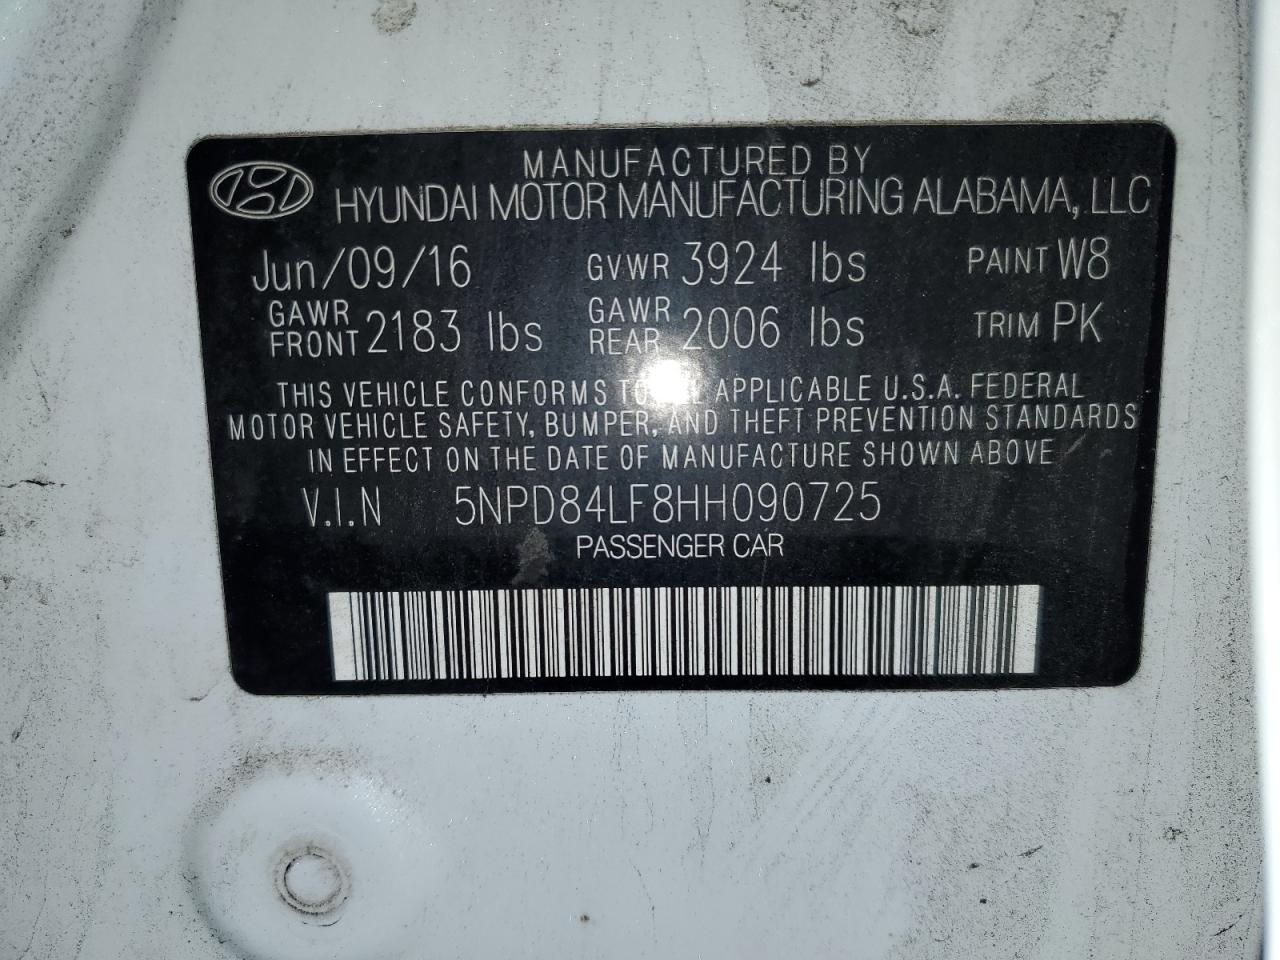 MANUFACTURED BY
HYUNDAI MOTOR MANUFACTURING ALABAMA, LLC
Jun/09/16 GVWR 3924 lbs PAINT W8
GAWR FRONT 2183 lbs GAWR REAR 2006 lbs TRIM PK
THIS VEHICLE CONFORMS APPLICABLE U.S.A. FEDERAL
MOTOR VEHICLE SAFETY, BUMPER, AND THEFT PREVENTION STANDARDS
IN EFFECT ON THE DATE OF MANUFACTURE SHOWN ABOVE
V.I.N 5NPD84LF8HH090725
PASSENGER CAR